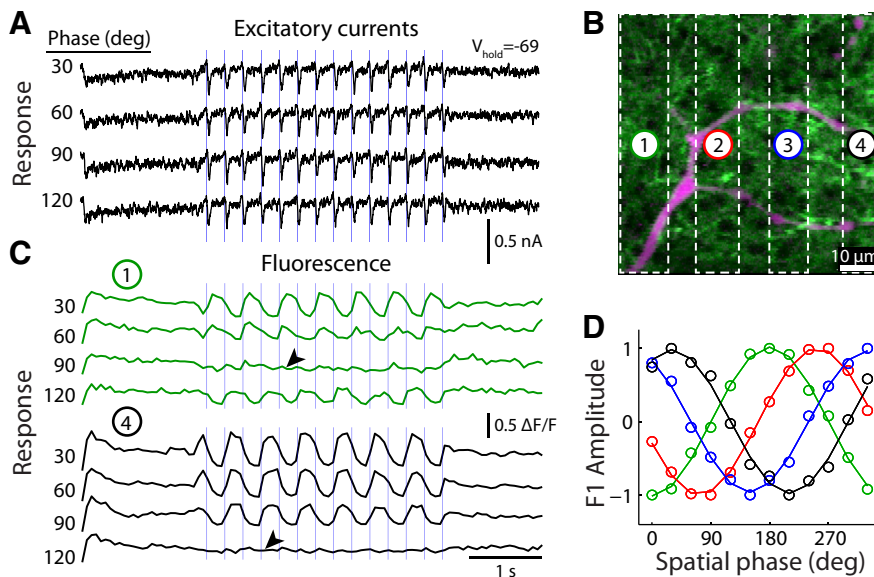 A
Phase (deg)
Excitatory currents
V hold=-69
30
60
90
120
Response
0.5 nA
B
1
2
3
4
10 µm
C
Fluorescence
1
30
60
90
120
0.5 ΔF/F
4
30
60
90
120
Response
1 s
D
1
0
−1
F1 Amplitude
0
90
180
270
Spatial phase (deg)